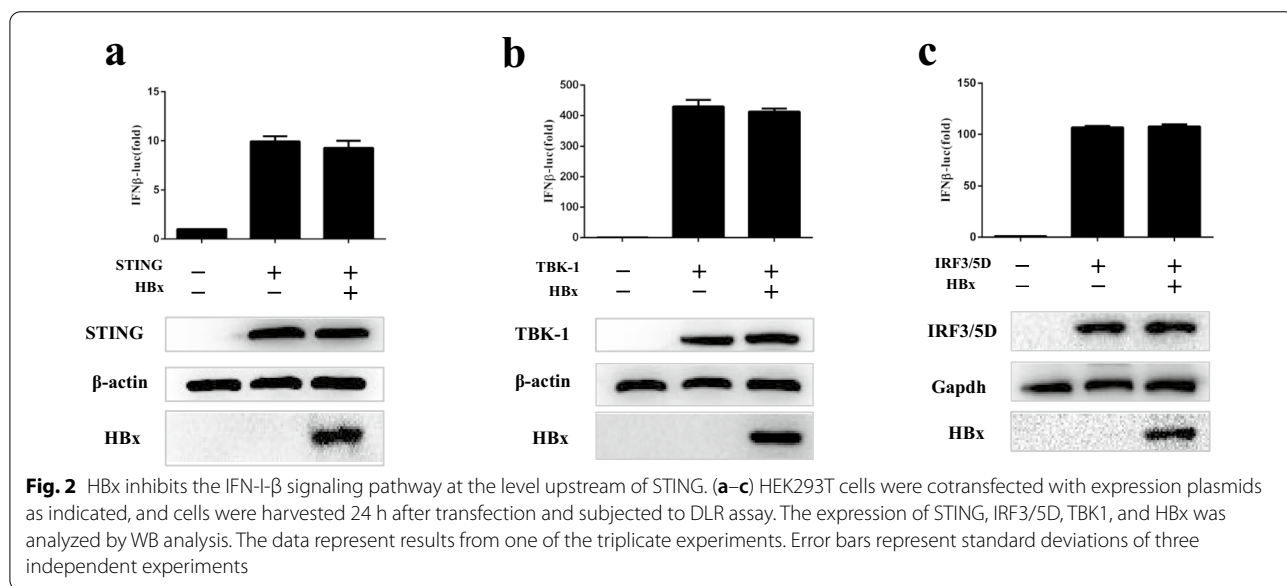 a
15
10
5
0
IFNβ-luc(fold)
STING − + +
HBx − − +
STING
β-actin
HBx
b
500
400
300
200
100
0
IFNβ-luc(fold)
TBK-1 − + +
HBx − − +
TBK-1
β-actin
HBx
c
150
100
50
0
IFNβ-luc(fold)
IRF3/5D − + +
HBx − − +
IRF3/5D
Gapdh
HBx
Fig. 2 HBx inhibits the IFN-I-β signaling pathway at the level upstream of STING. (a–c) HEK293T cells were cotransfected with expression plasmids
as indicated, and cells were harvested 24 h after transfection and subjected to DLR assay. The expression of STING, IRF3/5D, TBK1, and HBx was
analyzed by WB analysis. The data represent results from one of the triplicate experiments. Error bars represent standard deviations of three
independent experiments